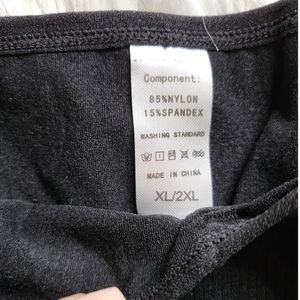 Component:
85%NYLON
15%SPANDEX
WASHING STANDARD
MADE IN CHINA
XL/2XL